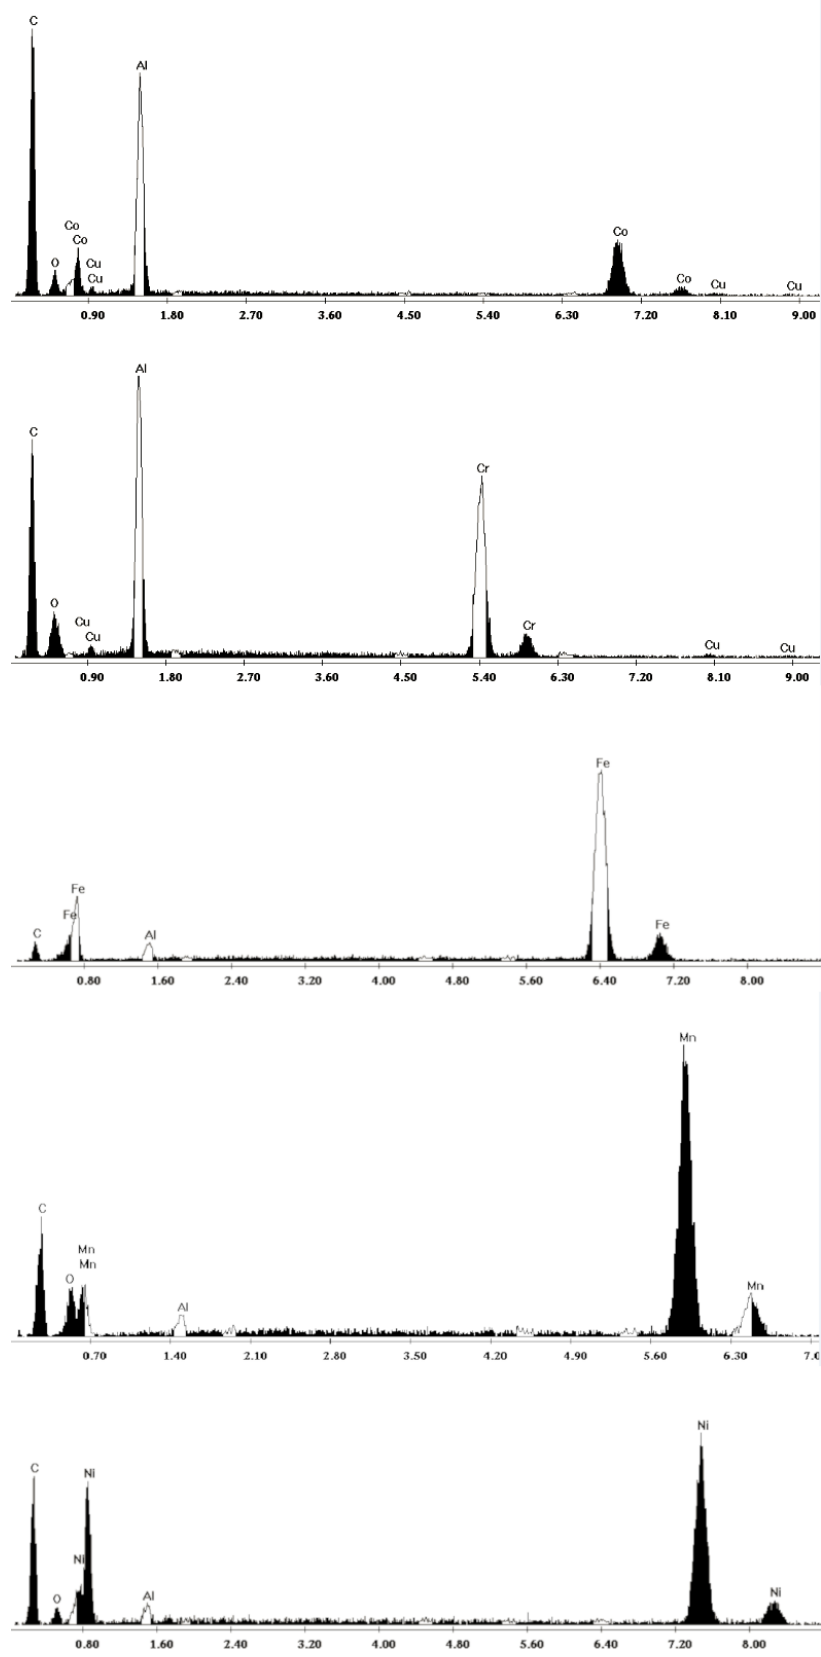 C
Al
Co
Co
O
Cu
Cu
Co
Co
Cu
Cu
0.90 1.80 2.70 3.60 4.50 5.40 6.30 7.20 8.10 9.00
Al
C
Cr
O
Cu
Cu
Cr
Cu
Cu
0.90 1.80 2.70 3.60 4.50 5.40 6.30 7.20 8.10 9.00
Fe
Fe
Fe
C
Al
Fe
0.80 1.60 2.40 3.20 4.00 4.80 5.60 6.40 7.20 8.00
Mn
C
Mn
Mn
O
Al
Mn
0.70 1.40 2.10 2.80 3.50 4.20 4.90 5.60 6.30 7.0
Ni
C
Ni
Ni
O
Al
Ni
0.80 1.60 2.40 3.20 4.00 4.80 5.60 6.40 7.20 8.00